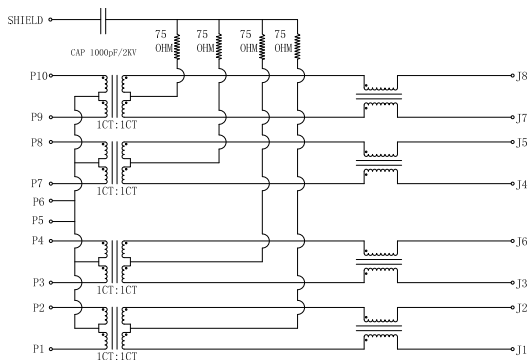 SHIELD
CAP 1000pF/2KV
75 OHM
75 OHM
75 OHM
75 OHM
P10
J8
P9
J7
1CT:1CT
P8
J5
P7
J4
1CT:1CT
P6
P5
P4
J6
P3
J3
1CT:1CT
P2
J2
P1
J1
1CT:1CT